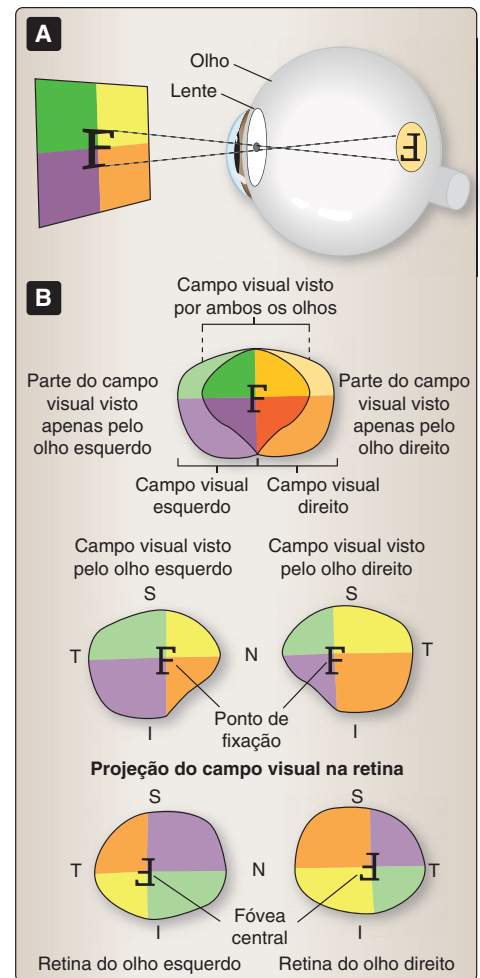 A
Olho
Lente
F
F
B
Campo visual visto
por ambos os olhos
Parte do campo
visual visto
apenas pelo
olho esquerdo
F
Parte do campo
visual visto
apenas pelo
olho direito
Campo visual
esquerdo
Campo visual
direito
Campo visual visto
pelo olho esquerdo
Campo visual visto
pelo olho direito
S
S
T
F
N
F
T
I
I
Ponto de
fixação
Projeção do campo visual na retina
S
S
T
F
N
F
T
I
I
Fóvea
central
Retina do olho esquerdo
Retina do olho direito